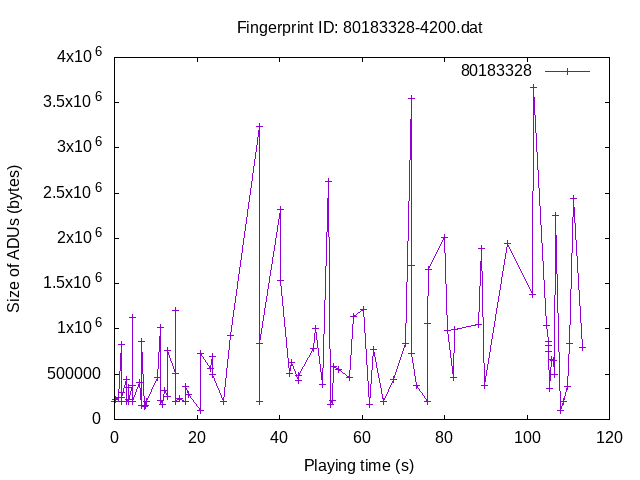 Fingerprint ID: 80183328-4200.dat
80183328
4x10^6
3.5x10^6
3x10^6
2.5x10^6
2x10^6
1.5x10^6
1x10^6
500000
0
Size of ADUs (bytes)
0 20 40 60 80 100 120
Playing time (s)